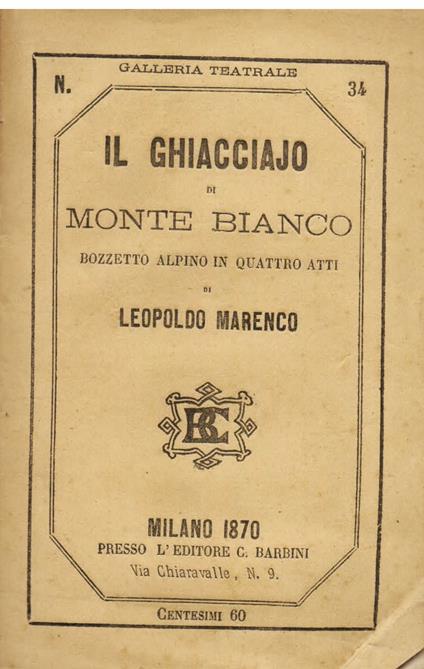 GALLERIA TEATRALE
N. 34
IL GHIACCIAJO
DI
MONTE BIANCO
BOZZETTO ALPINO IN QUATTRO ATTI
DI
LEOPOLDO MARENCO
BC
MILANO 1870
PRESSO L'EDITORE C. BARBINI
Via Chiaravalle, N. 9.
CENTESIMI 60